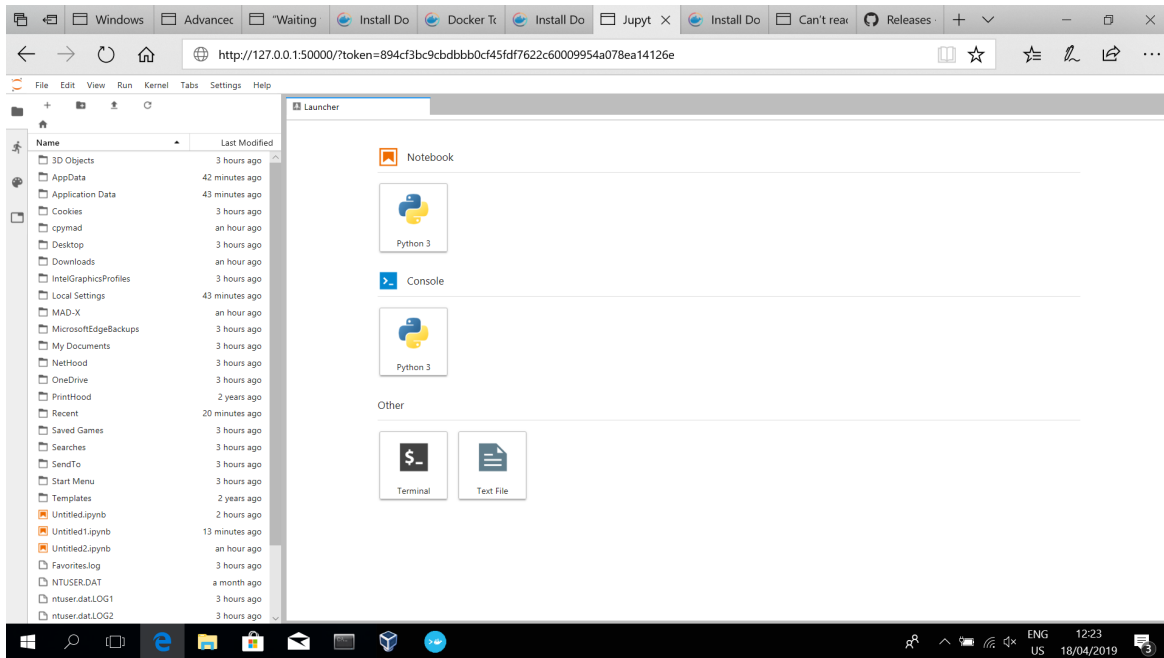 Windows
Advancec
"Waiting
Install Do
Docker To
Install Do
Jupyt
Install Do
Can't reac
Releases
http://127.0.0.1:50000/?token=894cf3bc9cbdbbb0cf45fdf7622c60009954a078ea14126e
File Edit View Run Kernel Tabs Settings Help
Launcher
Name Last Modified
3D Objects 3 hours ago
AppData 42 minutes ago
Application Data 43 minutes ago
Cookies 3 hours ago
cpymad an hour ago
Desktop 3 hours ago
Downloads an hour ago
IntelGraphicsProfiles 3 hours ago
Local Settings 43 minutes ago
MAD-X an hour ago
MicrosoftEdgeBackups 3 hours ago
My Documents 3 hours ago
NetHood 3 hours ago
OneDrive 3 hours ago
PrintHood 2 years ago
Recent 20 minutes ago
Saved Games 3 hours ago
Searches 3 hours ago
SendTo 3 hours ago
Start Menu 3 hours ago
Templates 2 years ago
Untitled.ipynb 2 hours ago
Untitled1.ipynb 13 minutes ago
Untitled2.ipynb an hour ago
Favorites.log 3 hours ago
NTUSER.DAT a month ago
ntuser.dat.LOG1 3 hours ago
ntuser.dat.LOG2 3 hours ago
Notebook
Python 3
Console
Python 3
Other
$_
Terminal
Text File
ENG
US
12:23
18/04/2019
3